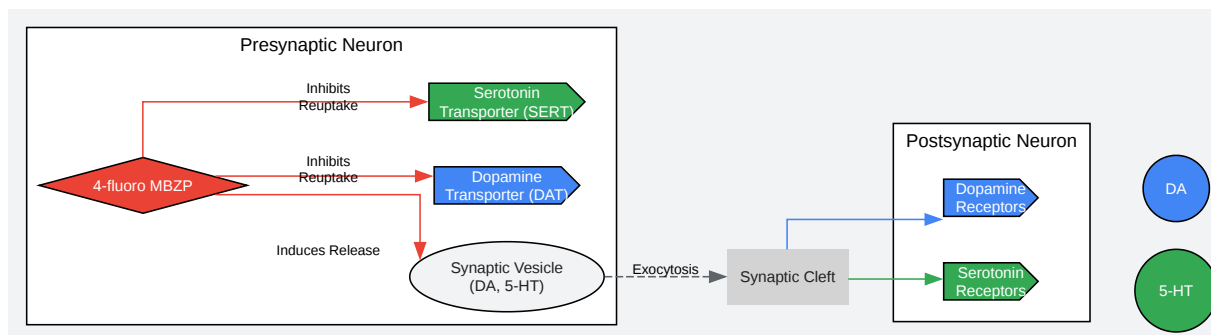 Presynaptic Neuron
Inhibits
Reuptake
Serotonin
Transporter (SERT)
4-fluoro MBZP
Inhibits
Reuptake
Dopamine
Transporter (DAT)
Induces Release
Synaptic Vesicle
(DA, 5-HT)
Exocytosis
Synaptic Cleft
Postsynaptic Neuron
Dopamine
Receptors
Serotonin
Receptors
DA
5-HT